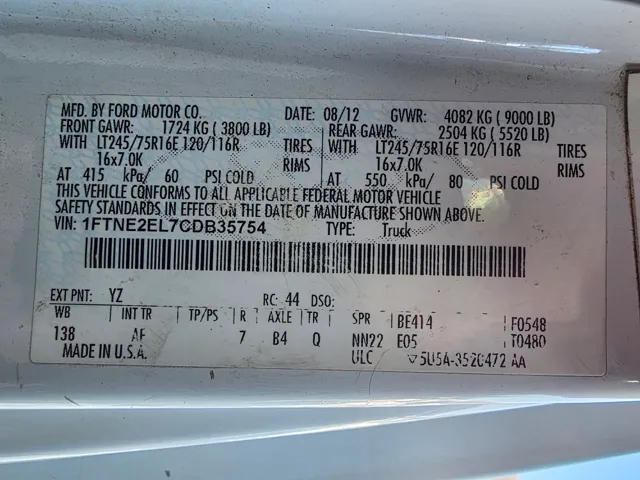 MFD. BY FORD MOTOR CO. DATE: 08/12 GVWR: 4082 KG (9000 LB)
FRONT GAWR: 1724 KG (3800 LB) REAR GAWR: 2504 KG (5520 LB)
WITH LT245/75R16E 120/116R TIRES WITH LT245/75R16E 120/116R TIRES
16x7.0K RIMS 16x7.0K RIMS
AT 415 kPa/ 60 PSI COLD AT 550 kPa/ 80 PSI COLD
THIS VEHICLE CONFORMS TO ALL APPLICABLE FEDERAL MOTOR VEHICLE
SAFETY STANDARDS IN EFFECT ON THE DATE OF MANUFACTURE SHOWN ABOVE.
VIN: 1FTNE2EL7CDB35754 TYPE: Truck
EXT PNT: YZ RC: 44 DSO:
WB INT TR TP/PS R AXLE TR SPR BE414 F0548
138 AE 7 B4 Q NN22 E05 T0480
MADE IN U.S.A. ULC 5U5A-3520472 AA